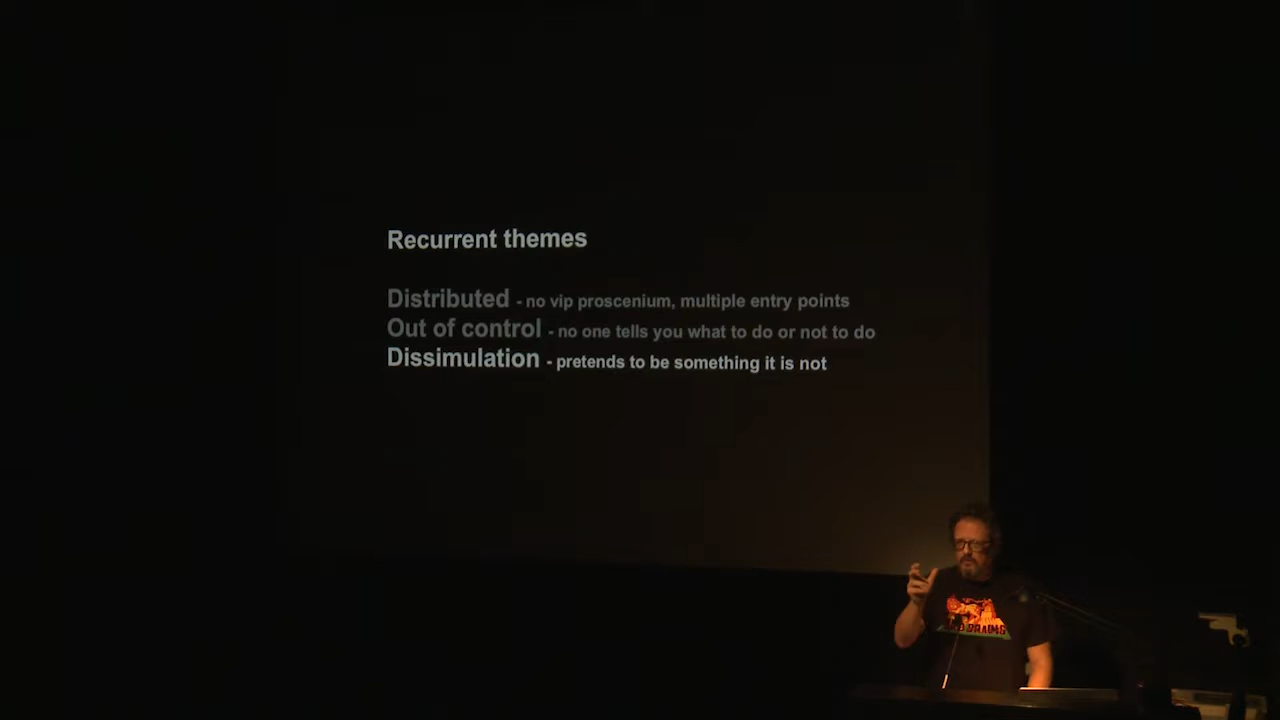 Recurrent themes
Distributed - no vip proscenium, multiple entry points
Out of control - no one tells you what to do or not to do
Dissimulation - pretends to be something it is not